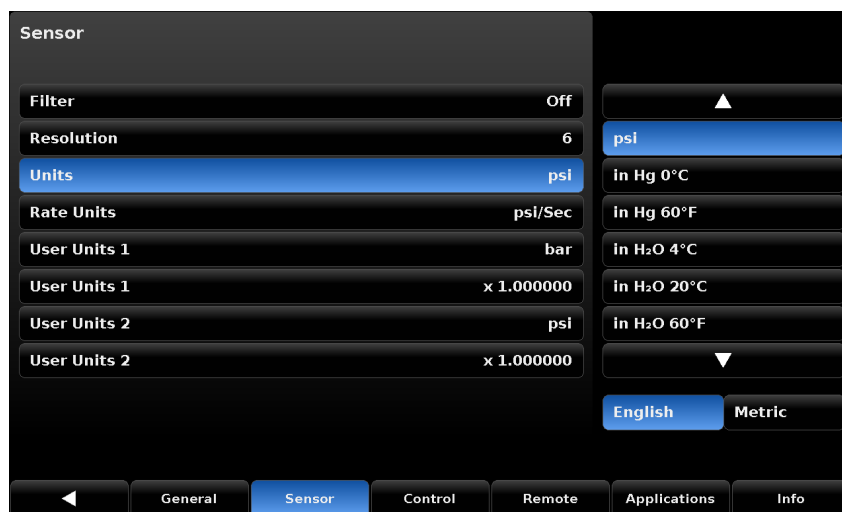 Sensor
Filter Off
Resolution 6
Units psi
Rate Units psi/Sec
User Units 1 bar
User Units 1 x 1.000000
User Units 2 psi
User Units 2 x 1.000000
psi
in Hg 0°C
in Hg 60°F
in H₂O 4°C
in H₂O 20°C
in H₂O 60°F
English Metric
General Sensor Control Remote Applications Info